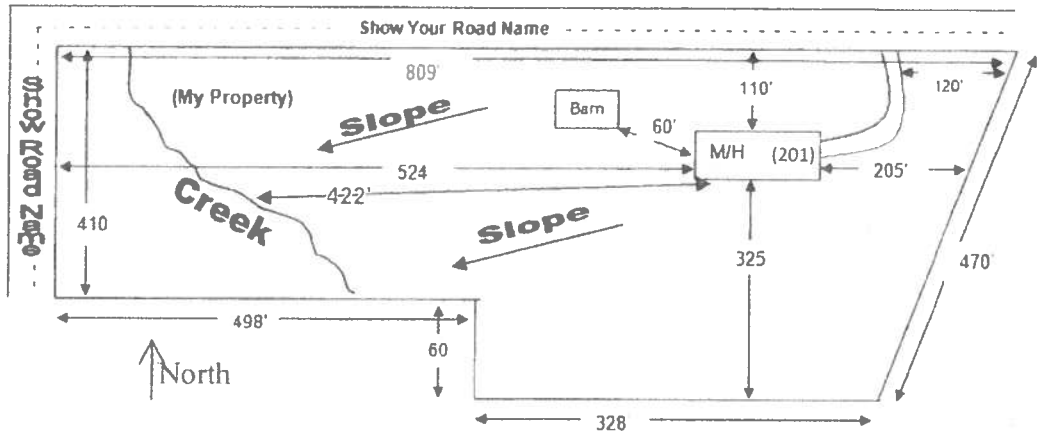 Show Your Road Name
Show Road Name
809'
110'
120'
(My Property)
Slope
Barn
60'
M/H (201)
524
205'
422'
Creek
410
Slope
325
470'
498'
60
North
328